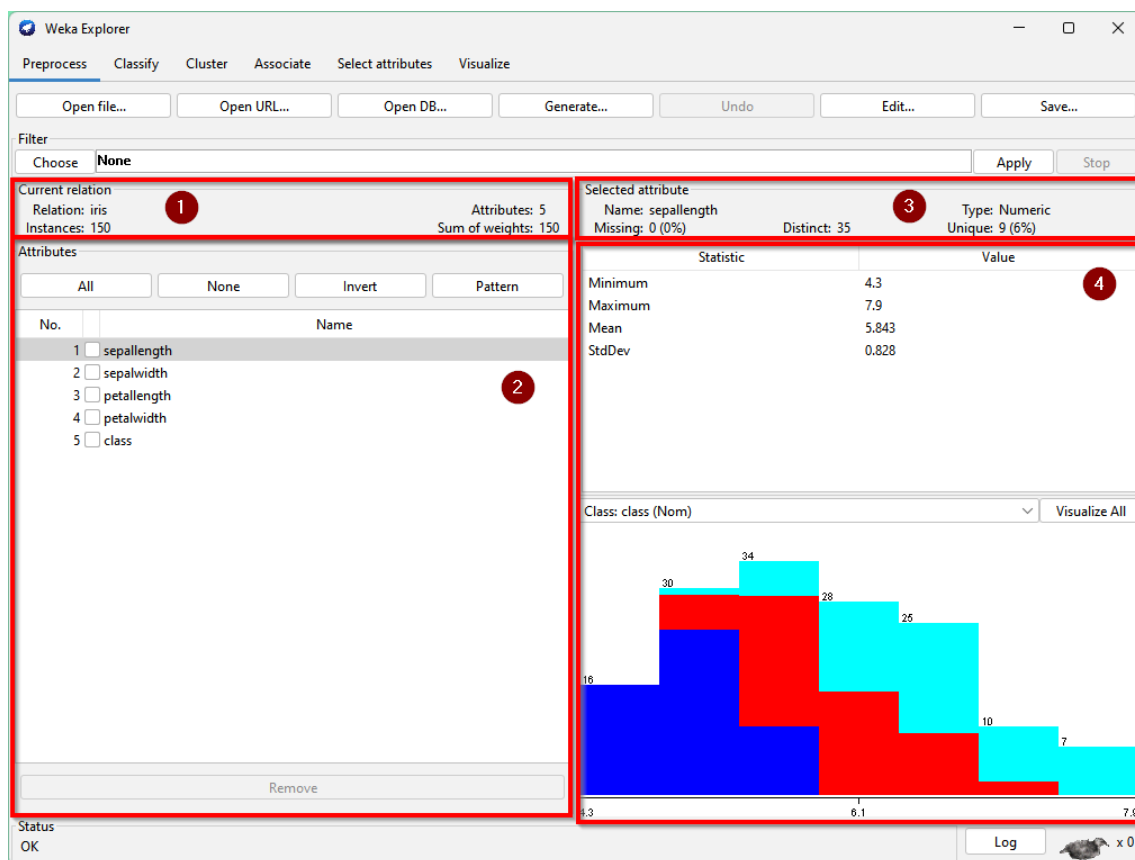 Weka Explorer
Preprocess Classify Cluster Associate Select attributes Visualize
Open file... Open URL... Open DB... Generate... Undo Edit... Save...
Filter
Choose None Apply Stop
Current relation
Relation: iris Attributes: 5
Instances: 150 Sum of weights: 150
1
Selected attribute
Name: sepallength Type: Numeric
Missing: 0 (0%) Distinct: 35 Unique: 9 (6%)
3
Attributes
All None Invert Pattern
No. Name
1 sepallength
2 sepalwidth
3 petallength
4 petalwidth
5 class
2
Remove
Statistic Value
Minimum 4.3
Maximum 7.9
Mean 5.843
StdDev 0.828
4
Class: class (Nom) Visualize All
16 30 34 28 25 10 7
4.3 6.1 7.9
Status
OK
Log x 0